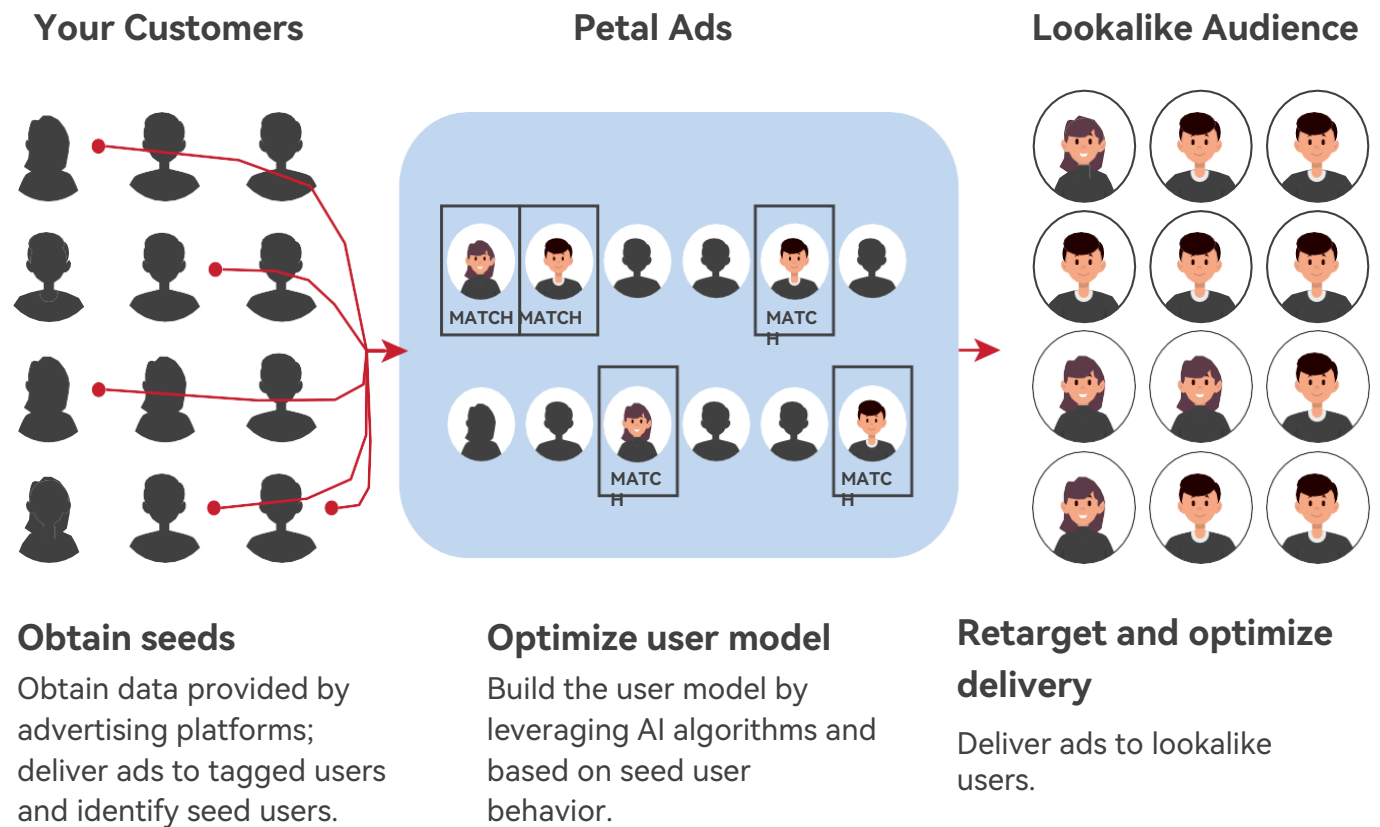 Your Customers
Petal Ads
Lookalike Audience
MATCH
MATCH
MATC
H
MATC
H
MATC
H
Obtain seeds
Obtain data provided by
advertising platforms;
deliver ads to tagged users
and identify seed users.
Optimize user model
Build the user model by
leveraging AI algorithms and
based on seed user
behavior.
Retarget and optimize
delivery
Deliver ads to lookalike
users.